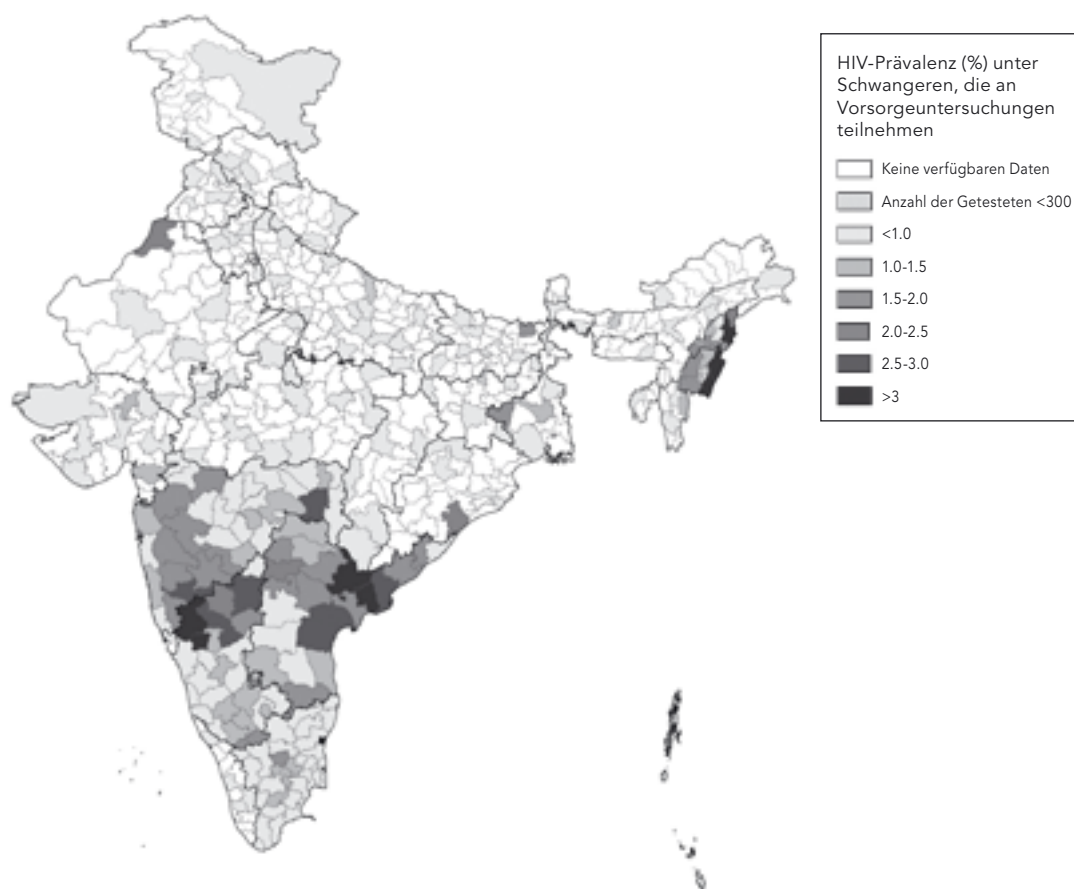 HIV-Prävalenz (%) unter
Schwangeren, die an
Vorsorgeuntersuchungen
teilnehmen
Keine verfügbaren Daten
Anzahl der Getesteten <300
<1.0
1.0-1.5
1.5-2.0
2.0-2.5
2.5-3.0
>3